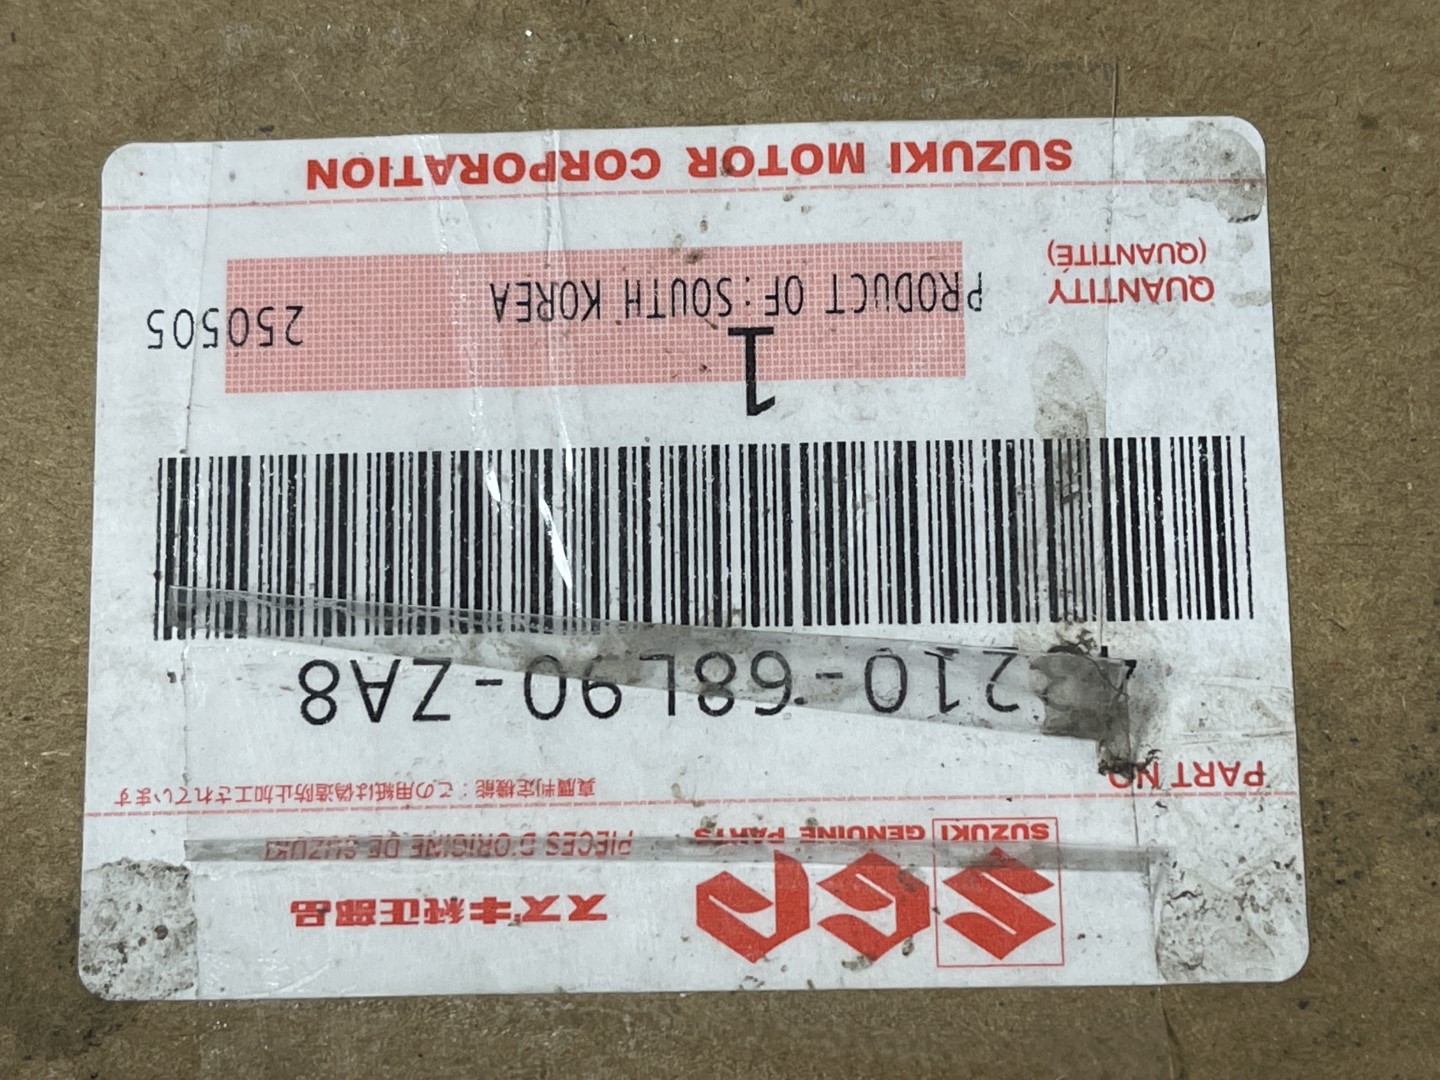 SGP スズキ純正部品
SUZUKI GENUINE PARTS PIÈCES D'ORIGINE DE SUZUKI
真贋判定機能：この用紙は偽造防止加工されています
PART NO
210-68L90-ZA8
1
QUANTITY
(QUANTITÉ)
PRODUCT OF:SOUTH KOREA 250505
SUZUKI MOTOR CORPORATION